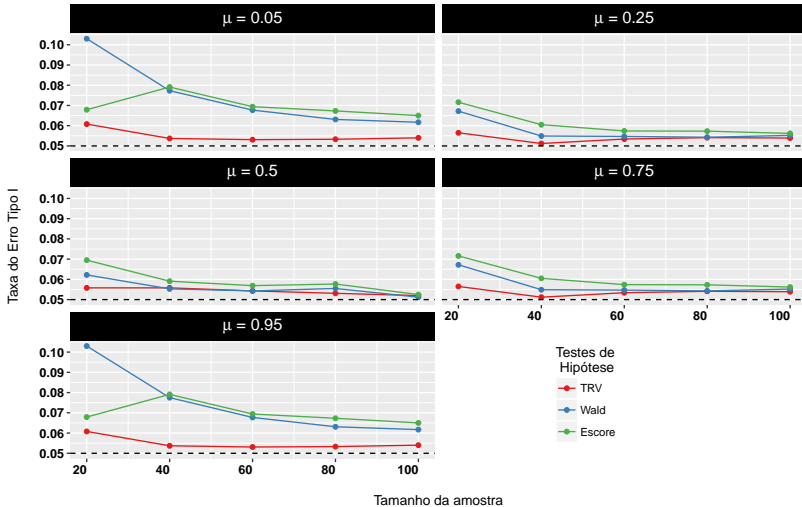 μ = 0.05
μ = 0.25
0.10
0.09
0.08
0.07
0.06
0.05
μ = 0.5
μ = 0.75
0.10
0.09
0.08
0.07
0.06
0.05
20 40 60 80 100
μ = 0.95
0.10
0.09
0.08
0.07
0.06
0.05
20 40 60 80 100
Taxa do Erro Tipo I
Tamanho da amostra
Testes de
Hipótese
TRV
Wald
Escore